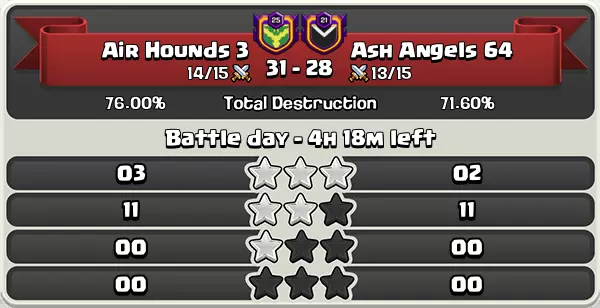 25 21
Air Hounds 3 31 - 28 Ash Angels 64
14/15 13/15
76.00% Total Destruction 71.60%
Battle day - 4h 18m left
03 02
11 11
00 00
00 00